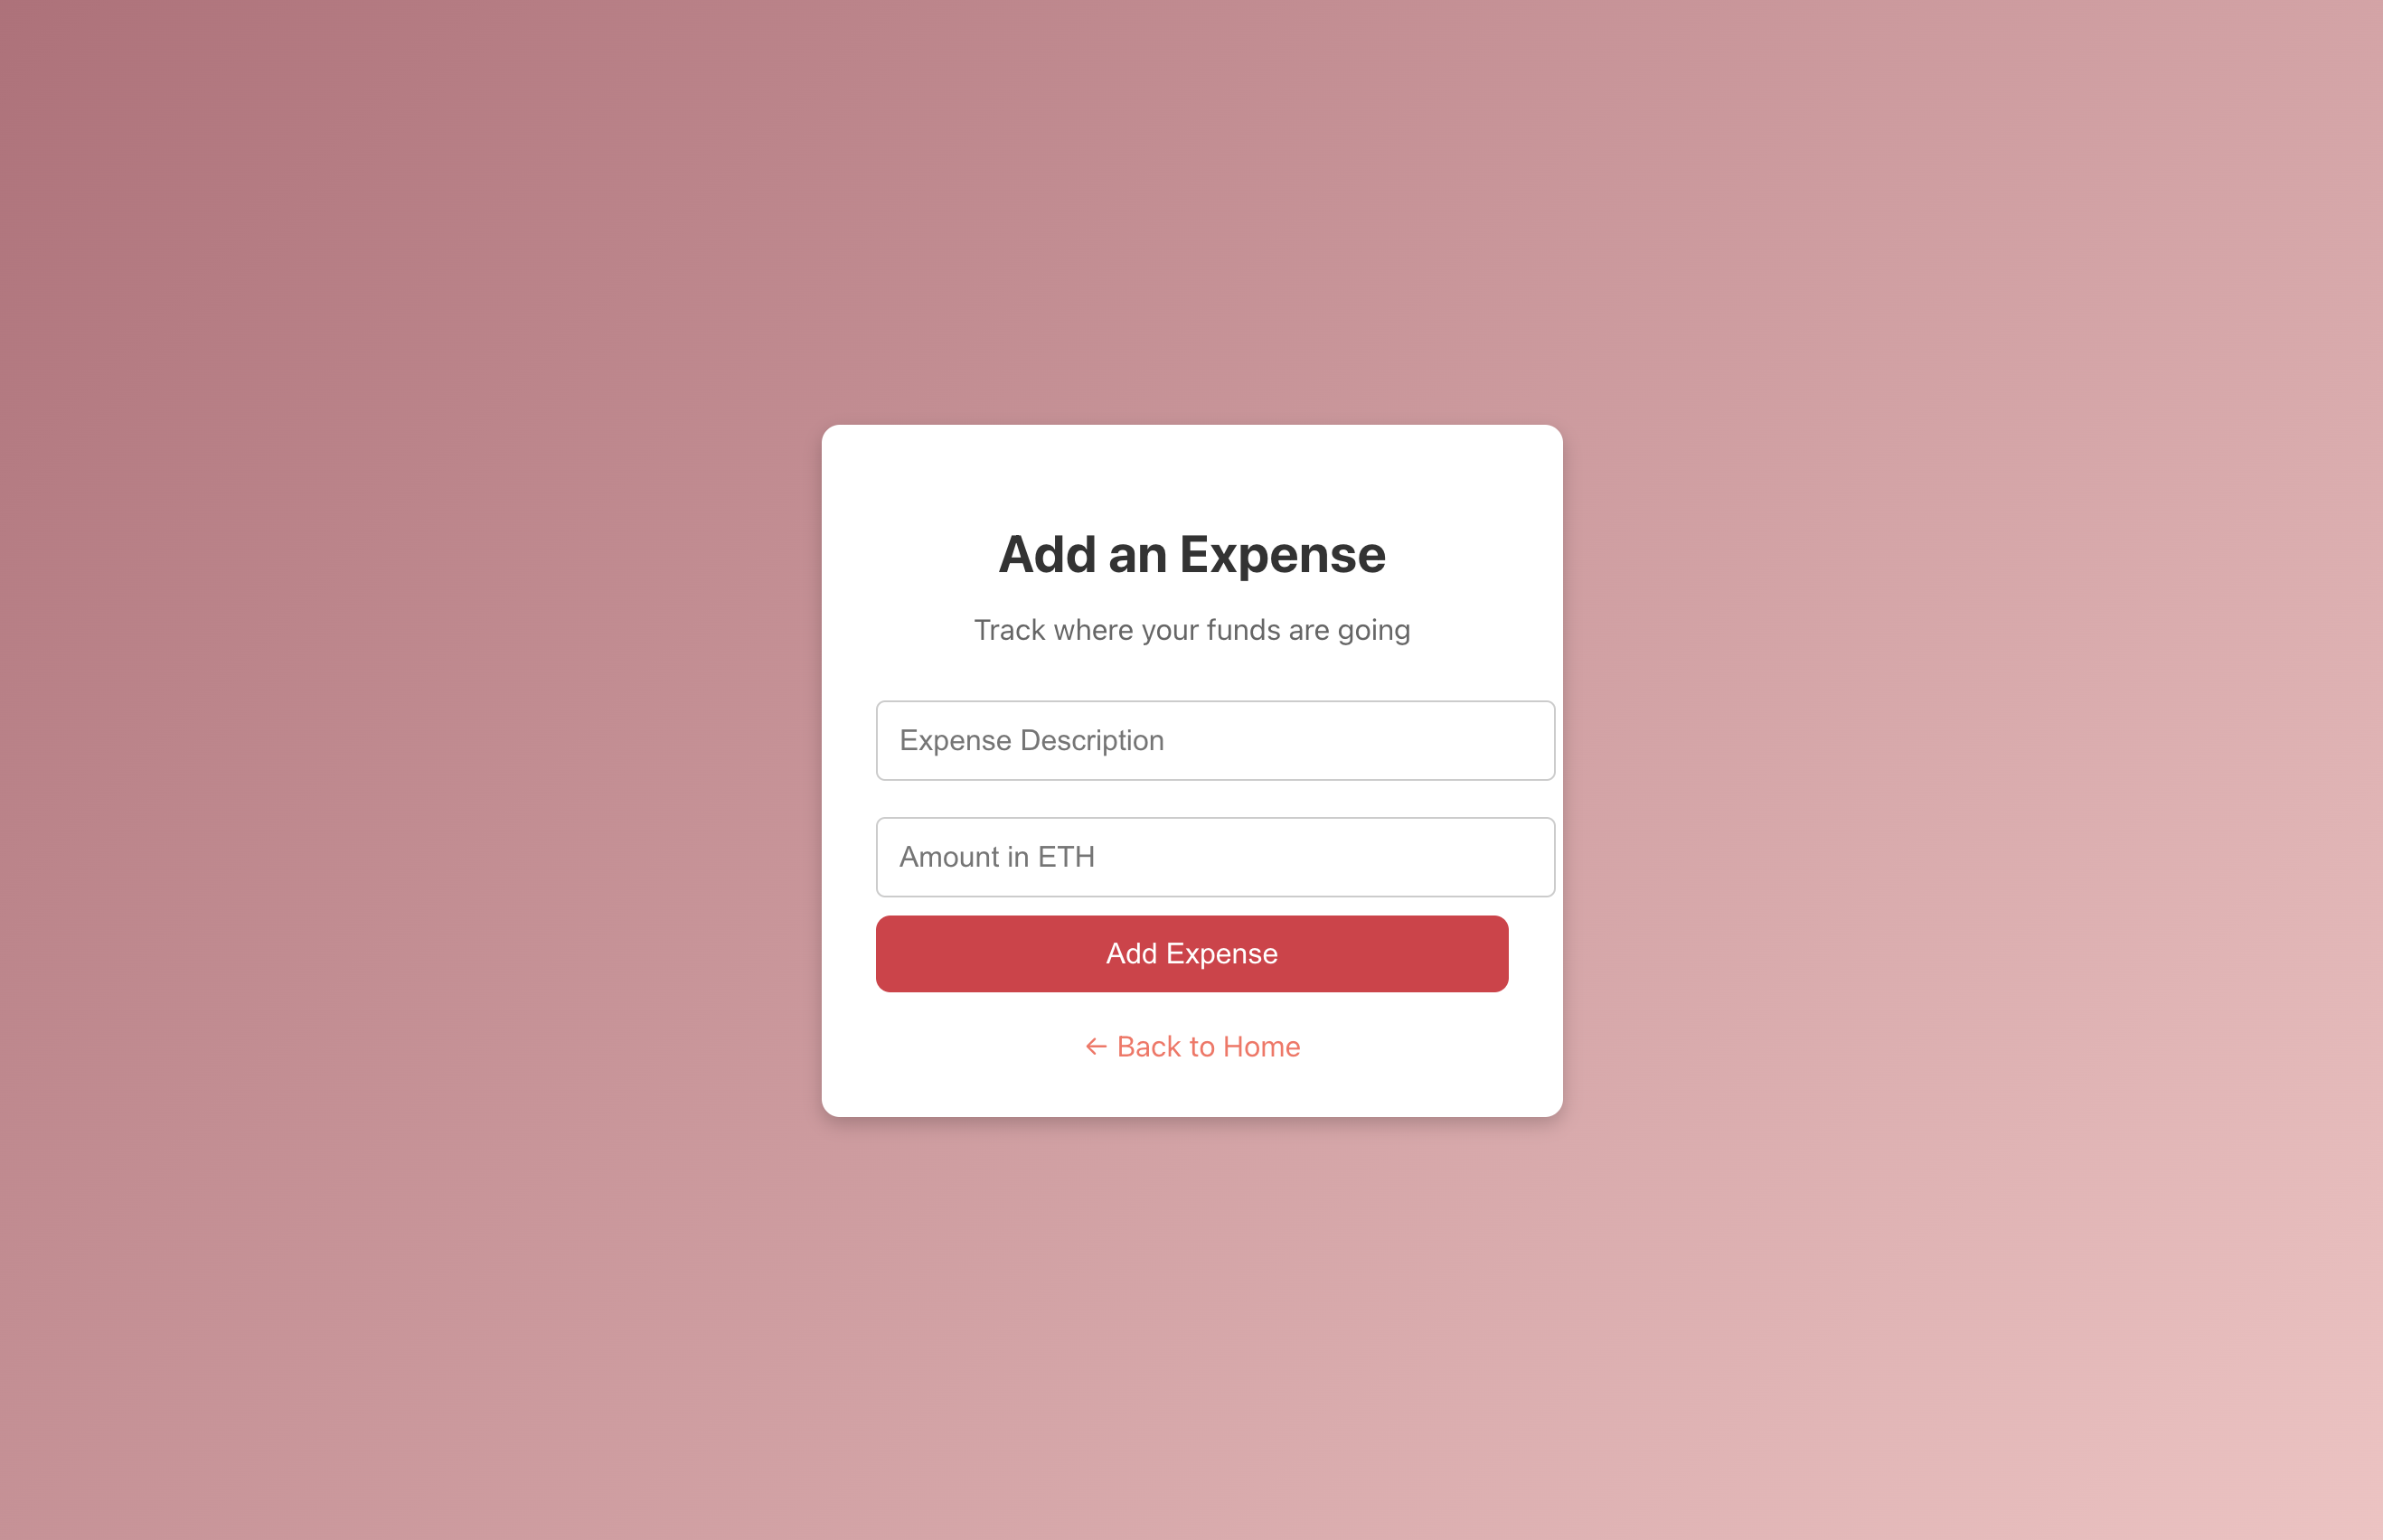 Add an Expense
Track where your funds are going
Expense Description
Amount in ETH
Add Expense
← Back to Home